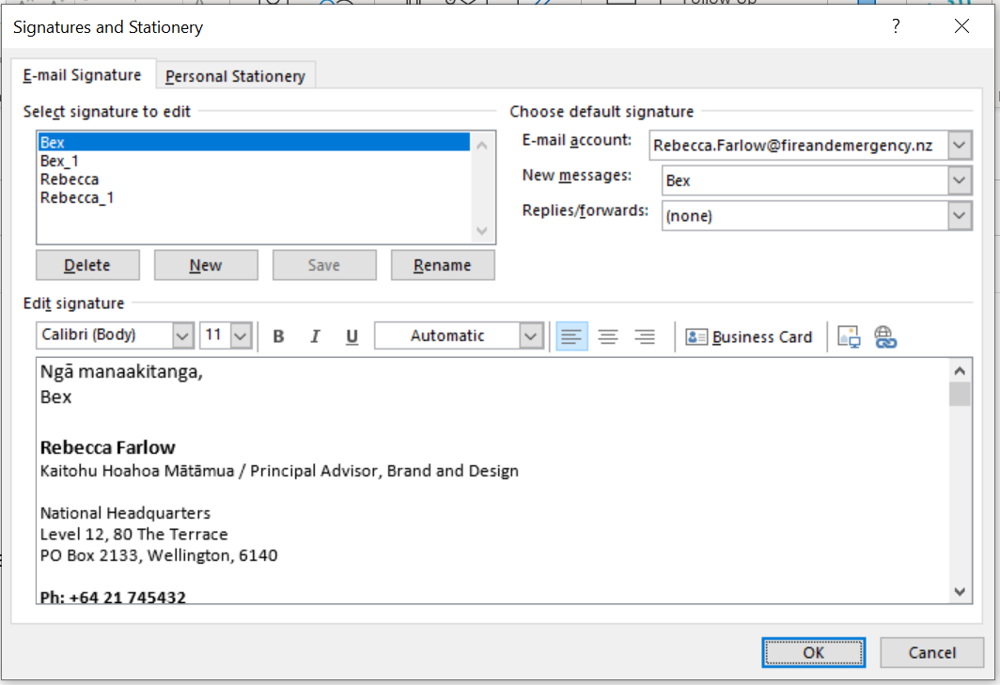 Signatures and Stationery
?
E-mail Signature
Personal Stationery
Select signature to edit
Bex
Bex_1
Rebecca
Rebecca_1
Delete
New
Save
Rename
Choose default signature
E-mail account:
Rebecca.Farlow@fireandemergency.nz
New messages:
Bex
Replies/forwards:
(none)
Edit signature
Calibri (Body)
11
B
I
U
Automatic
Business Card
Ngā manaakitanga,
Bex
Rebecca Farlow
Kaitohu Hoahoa Mātāmua / Principal Advisor, Brand and Design
National Headquarters
Level 12, 80 The Terrace
PO Box 2133, Wellington, 6140
Ph: +64 21 745432
OK
Cancel